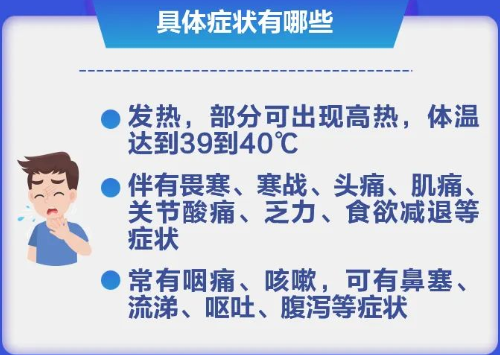 具体症状有哪些
发热，部分可出现高热，体温
达到39到40℃
伴有畏寒、寒战、头痛、肌痛、
关节酸痛、乏力、食欲减退等
症状
常有咽痛、咳嗽，可有鼻塞、
流涕、呕吐、腹泻等症状